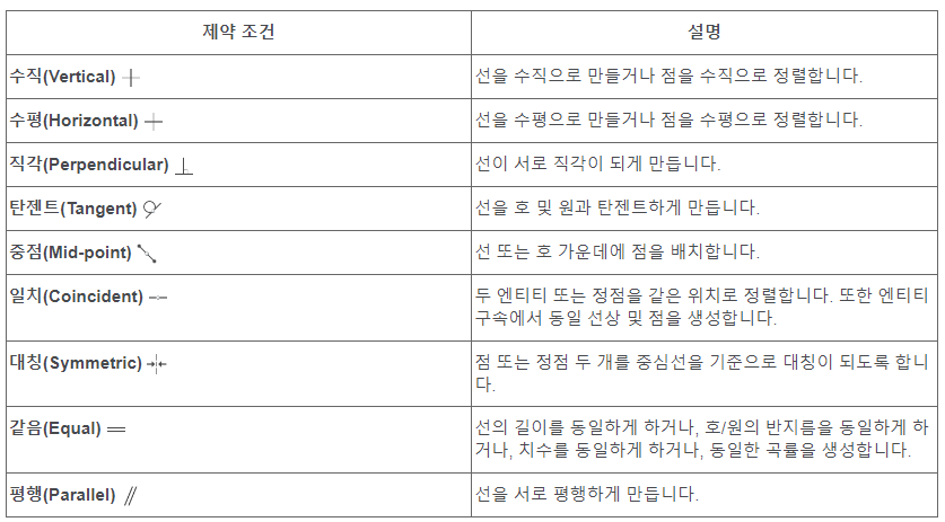 제약 조건
설명
수직(Vertical)
선을 수직으로 만들거나 점을 수직으로 정렬합니다.
수평(Horizontal)
선을 수평으로 만들거나 점을 수평으로 정렬합니다.
직각(Perpendicular)
선이 서로 직각이 되게 만듭니다.
탄젠트(Tangent)
선을 호 및 원과 탄젠트하게 만듭니다.
중점(Mid-point)
선 또는 호 가운데에 점을 배치합니다.
일치(Coincident)
두 엔티티 또는 정점을 같은 위치로 정렬합니다. 또한 엔티티
구속에서 동일 선상 및 점을 생성합니다.
대칭(Symmetric)
점 또는 정점 두 개를 중심선을 기준으로 대칭이 되도록 합니
다.
같음(Equal)
선의 길이를 동일하게 하거나, 호/원의 반지름을 동일하게 하
거나, 치수를 동일하게 하거나, 동일한 곡률을 생성합니다.
평행(Parallel)
선을 서로 평행하게 만듭니다.